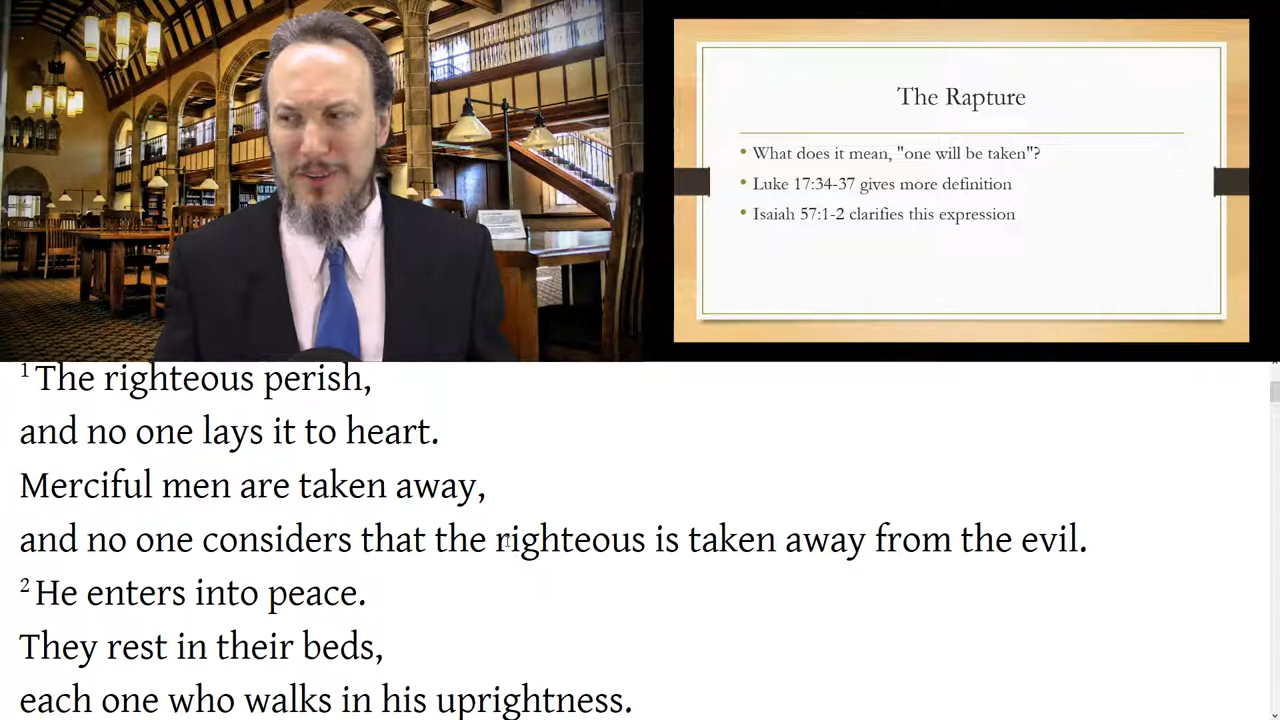 The Rapture
• What does it mean, "one will be taken"?
• Luke 17:34-37 gives more definition
• Isaiah 57:1-2 clarifies this expression
1 The righteous perish,
and no one lays it to heart.
Merciful men are taken away,
and no one considers that the righteous is taken away from the evil.
2 He enters into peace.
They rest in their beds,
each one who walks in his uprightness.